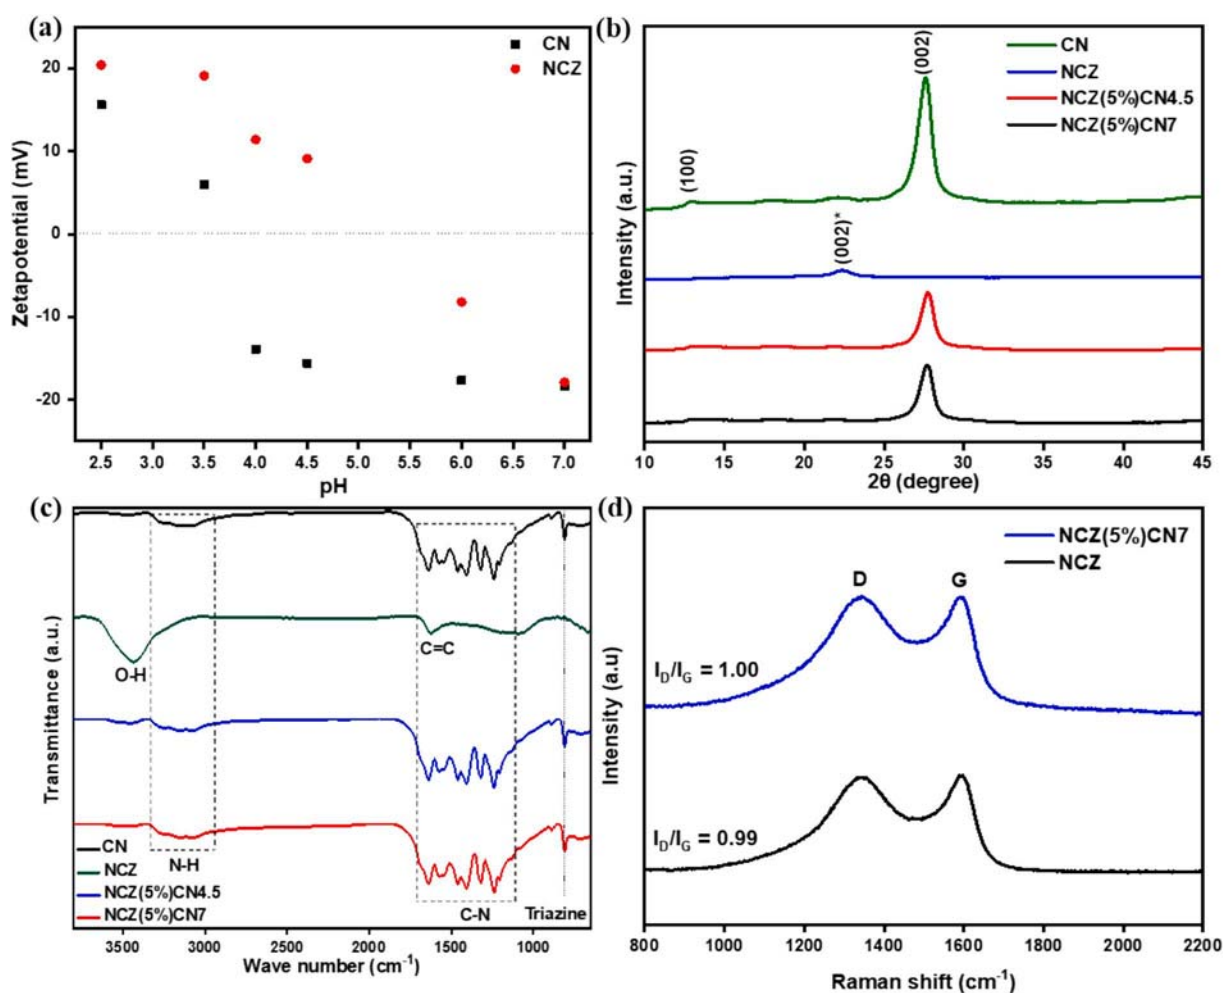 (a)
CN
NCZ
20
10
0
-10
-20
Zetapotential (mV)
2.5 3.0 3.5 4.0 4.5 5.0 5.5 6.0 6.5 7.0
pH
(b)
CN
NCZ
NCZ(5%)CN4.5
NCZ(5%)CN7
(002)
(100)
(002)*
Intensity (a.u.)
10 15 20 25 30 35 40 45
2θ (degree)
(c)
O-H
C=C
N-H
C-N
Triazine
CN
NCZ
NCZ(5%)CN4.5
NCZ(5%)CN7
Transmittance (a.u.)
3500 3000 2500 2000 1500 1000
Wave number (cm⁻¹)
(d)
NCZ(5%)CN7
NCZ
D G
I_D/I_G = 1.00
I_D/I_G = 0.99
Intensity (a.u)
800 1000 1200 1400 1600 1800 2000 2200
Raman shift (cm⁻¹)